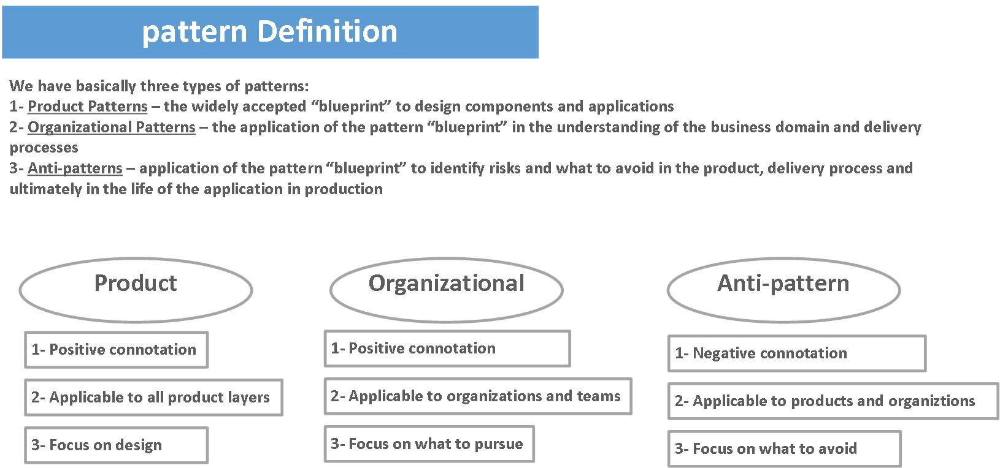 pattern Definition
We have basically three types of patterns:
1- Product Patterns – the widely accepted “blueprint” to design components and applications
2- Organizational Patterns – the application of the pattern “blueprint” in the understanding of the business domain and delivery
processes
3- Anti-patterns – application of the pattern “blueprint” to identify risks and what to avoid in the product, delivery process and
ultimately in the life of the application in production
Product
1- Positive connotation
2- Applicable to all product layers
3- Focus on design
Organizational
1- Positive connotation
2- Applicable to organizations and teams
3- Focus on what to pursue
Anti-pattern
1- Negative connotation
2- Applicable to products and organiztions
3- Focus on what to avoid